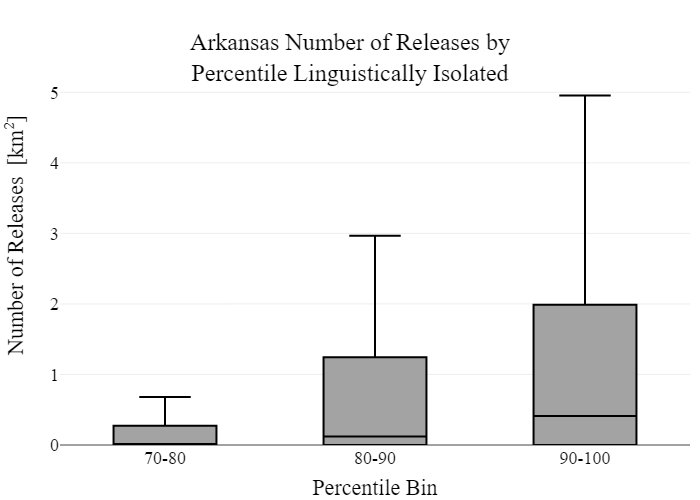 Arkansas Number of Releases by
Percentile Linguistically Isolated
Number of Releases [km²]
5
4
3
2
1
0
70-80
80-90
90-100
Percentile Bin